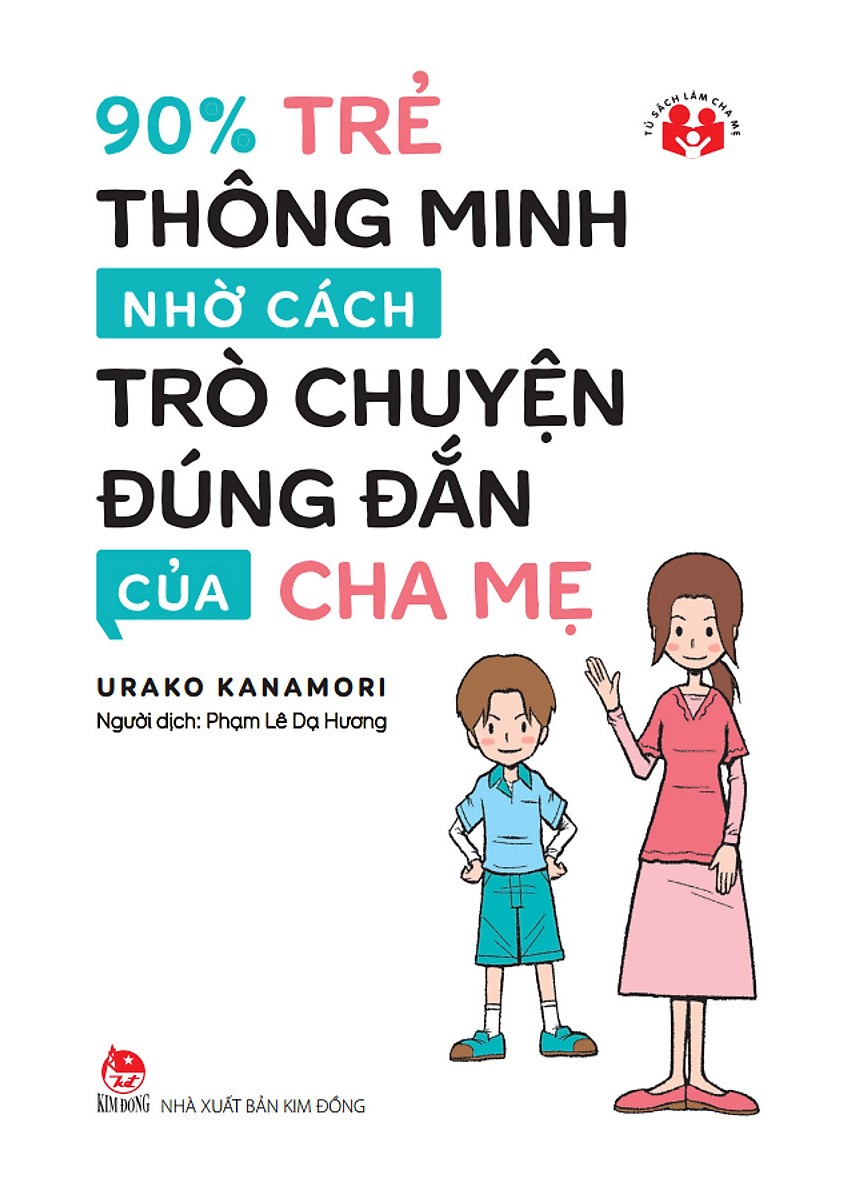 90% TRẺ
TỦ SÁCH LÀM CHA MẸ
THÔNG MINH
NHỜ CÁCH
TRÒ CHUYỆN
ĐÚNG ĐẮN
CỦA CHA MẸ
URAKO KANAMORI
Người dịch: Phạm Lê Dạ Hương
KIM ĐỒNG NHÀ XUẤT BẢN KIM ĐỒNG